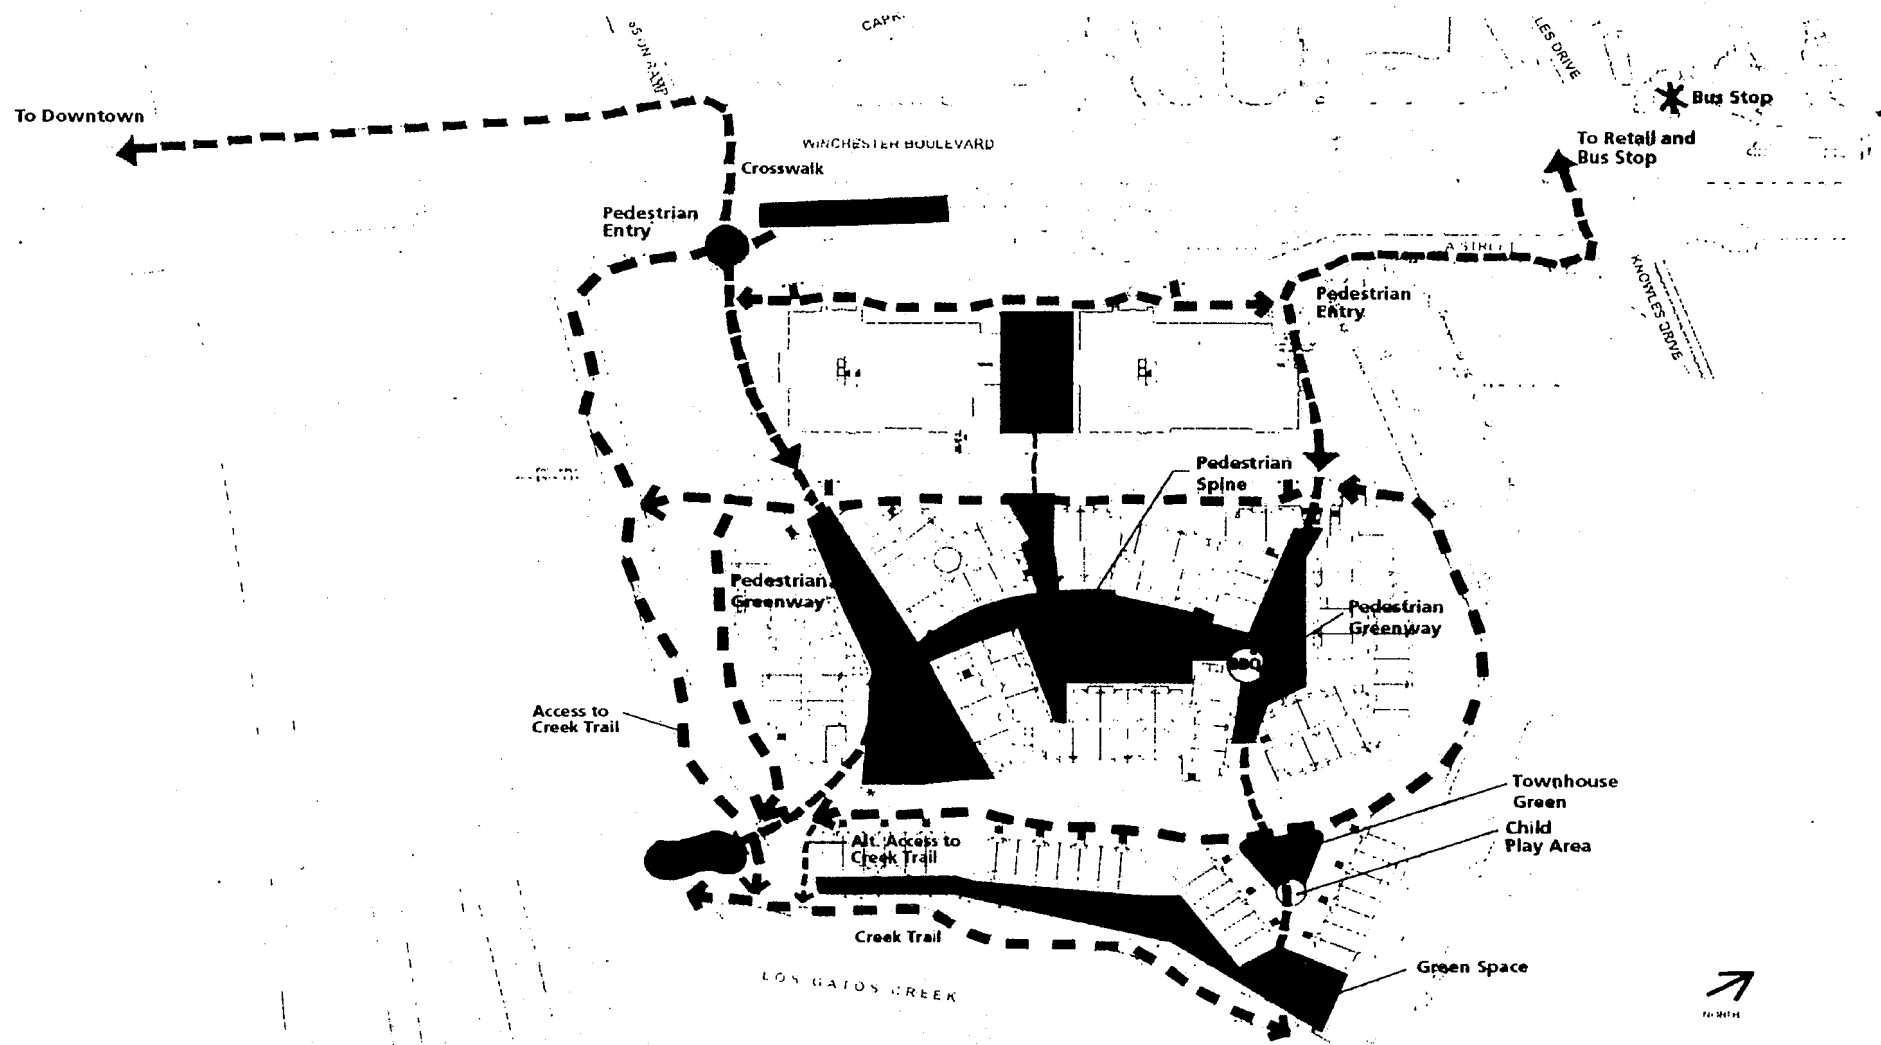 To Downtown
CAPRI
Bus Stop
To Retail and
Bus Stop
WINCHESTER BOULEVARD
Crosswalk
Pedestrian
Entry
A STREET
KNOWLES DRIVE
Pedestrian
Entry
Pedestrian
Spine
Pedestrian
Greenway
Pedestrian
Greenway
BBQ
Access to
Creek Trail
Townhouse
Green
Child
Play Area
Alt. Access to
Creek Trail
Creek Trail
Green Space
LOS GATOS CREEK
NORTH